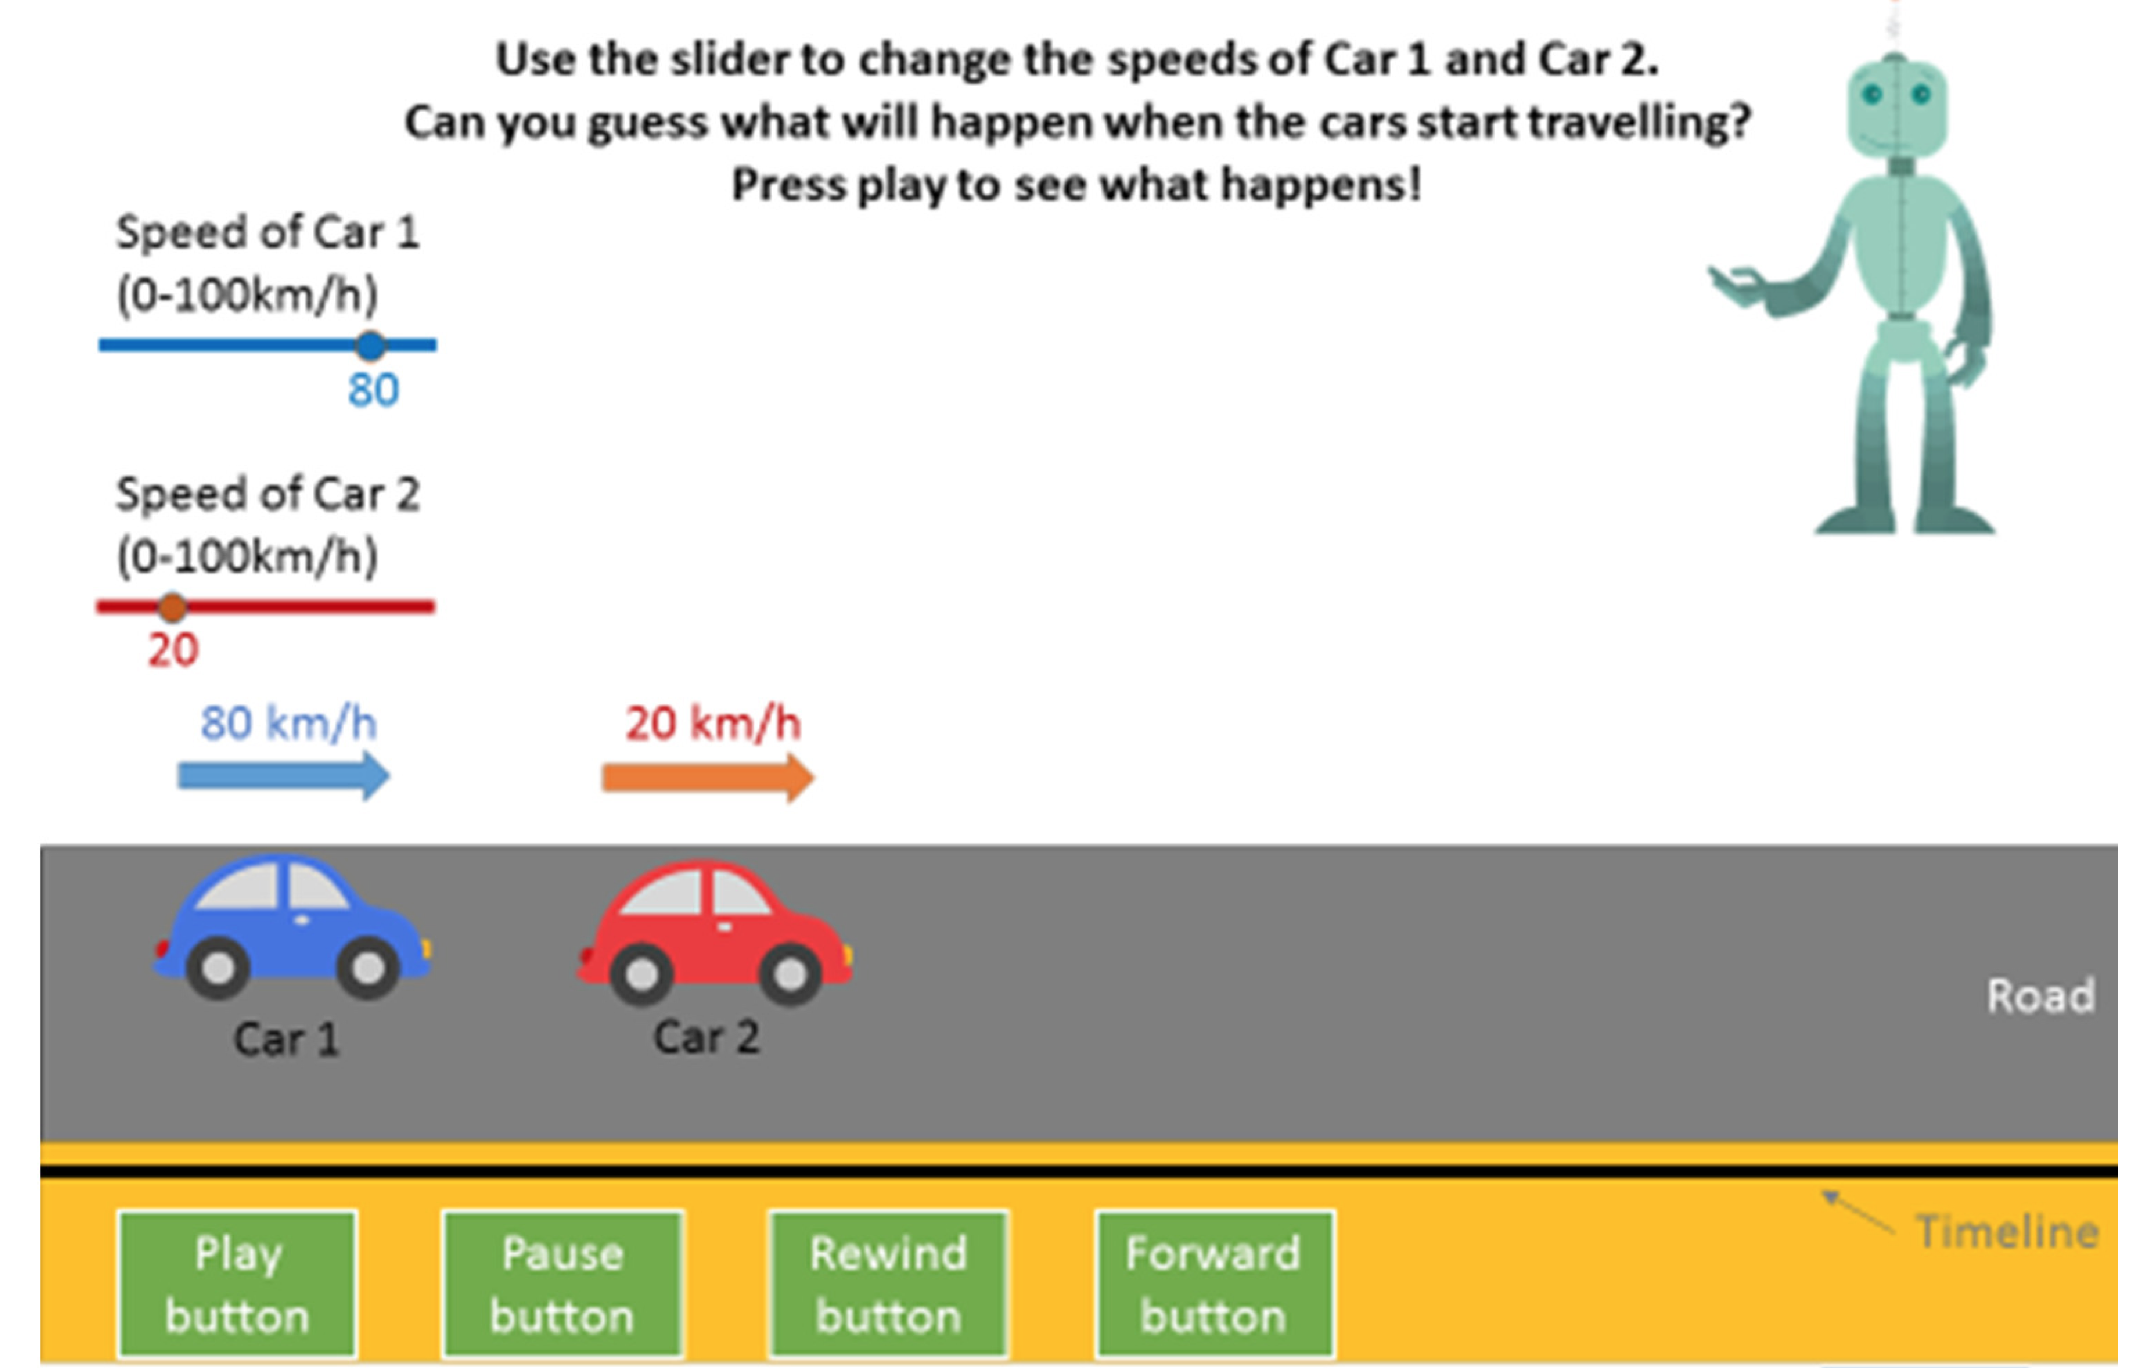 Use the slider to change the speeds of Car 1 and Car 2.
Can you guess what will happen when the cars start travelling?
Press play to see what happens!
Speed of Car 1
(0-100km/h)
80
Speed of Car 2
(0-100km/h)
20
80 km/h
20 km/h
Car 1
Car 2
Road
Timeline
Play
button
Pause
button
Rewind
button
Forward
button